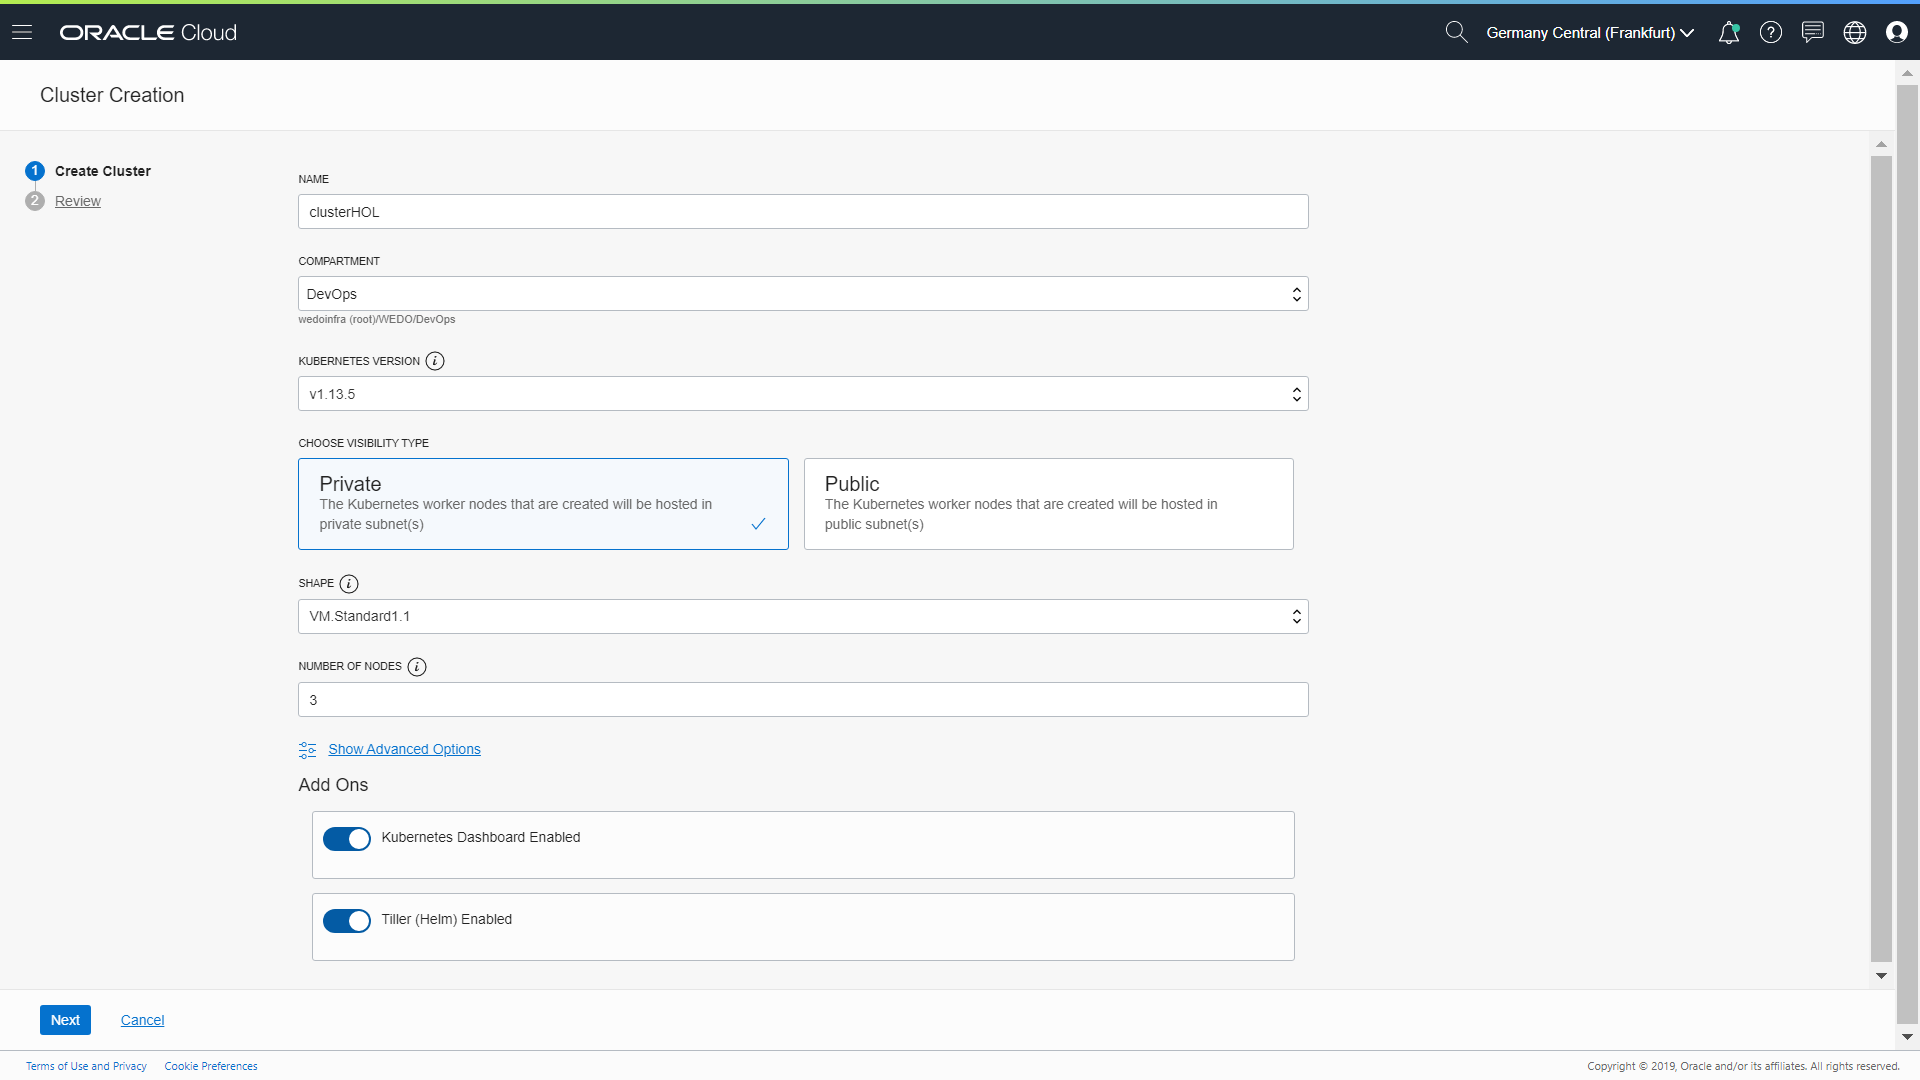 ORACLE Cloud
Germany Central (Frankfurt)
Cluster Creation
1 Create Cluster
2 Review
NAME
clusterHOL
COMPARTMENT
DevOps
wedoinfra (root)/WEDO/DevOps
KUBERNETES VERSION i
v1.13.5
CHOOSE VISIBILITY TYPE
Private
The Kubernetes worker nodes that are created will be hosted in
private subnet(s)
Public
The Kubernetes worker nodes that are created will be hosted in
public subnet(s)
SHAPE i
VM.Standard1.1
NUMBER OF NODES i
3
Show Advanced Options
Add Ons
Kubernetes Dashboard Enabled
Tiller (Helm) Enabled
Next Cancel
Terms of Use and Privacy Cookie Preferences
Copyright © 2019, Oracle and/or its affiliates. All rights reserved.